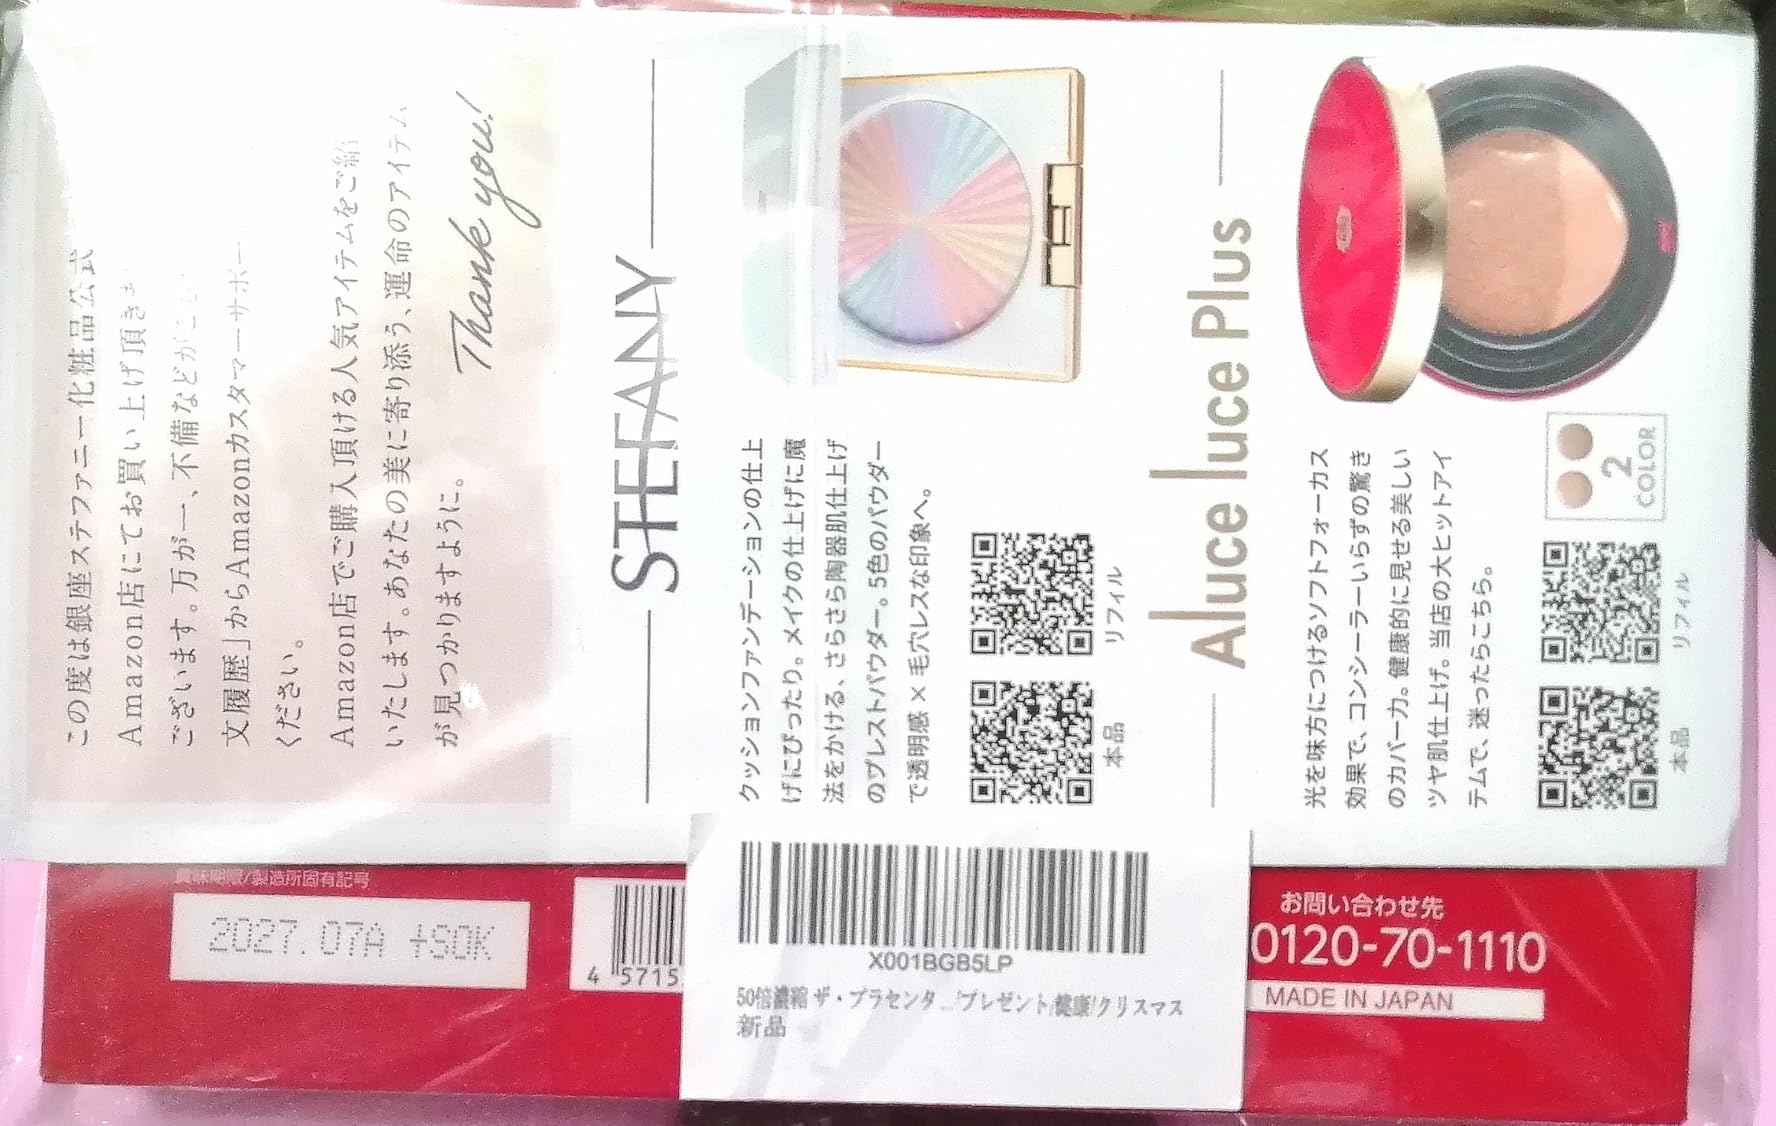 この度は銀座ステファニー化粧品公式
Amazon店にてお買い上げ頂き
ございます。万が一、不備などがご
文履歴」からAmazonカスタマーサポー
ください。
Amazon店でご購入頂ける人気アイテムをご紹
いたします。あなたの美に寄り添う、運命のアイテム
が見つかりますように。
Thank you!
STEFANY
クッションファンデーションの仕上
げにぴったり。メイクの仕上げに魔
法をかける、さらさら陶器肌仕上げ
のプレストパウダー。5色のパウダー
で透明感×毛穴レスな印象へ。
本品
リフィル
Aluce luce Plus
光を味方につけるソフトフォーカス
効果で、コンシーラーいらずの驚き
のカバー力。健康的に見せる美しい
ツヤ肌仕上げ。当店の大ヒットアイ
テムで、迷ったらこちら。
本品
リフィル
2
COLOR
賞味期限/製造所固有記号
2027.07A +SOK
4 5715
X001BGB5LP
50倍濃縮 ザ・プラセンタ .../プレゼント/健康/クリスマス
新品
お問い合わせ先
0120-70-1110
MADE IN JAPAN